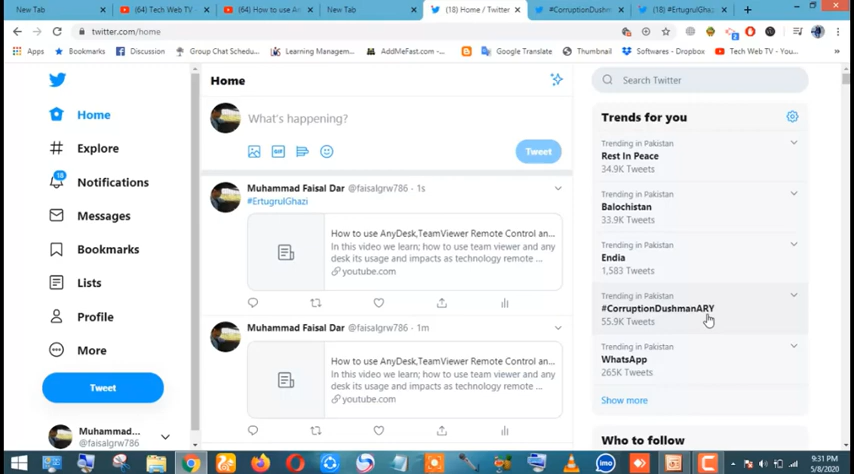 New Tab
(64) Tech Web TV -
(64) How to use An
New Tab
(18) Home / Twitter
#CorruptionDushm
(18) #ErtugrulGhaz
twitter.com/home
Apps
Bookmarks
Discussion
Group Chat Schedu...
Learning Managem...
AddMeFast.com -
Google Translate
Thumbnail
Softwares - Dropbox
Tech Web TV - You...
Home
Explore
18
Notifications
Messages
Bookmarks
Lists
Profile
More
Tweet
Muhammad...
@faisalgrw786
Home
What's happening?
GIF
Tweet
Muhammad Faisal Dar @faisalgrw786 · 1s
#ErtugrulGhazi
How to use AnyDesk,TeamViewer Remote Control an...
In this video we learn; how to use team viewer and any
desk its usage and impacts as technology remote ...
youtube.com
Muhammad Faisal Dar @faisalgrw786 · 1m
How to use AnyDesk,TeamViewer Remote Control an...
In this video we learn; how to use team viewer and any
desk its usage and impacts as technology remote ...
youtube.com
Search Twitter
Trends for you
Trending in Pakistan
Rest In Peace
34.9K Tweets
Trending in Pakistan
Balochistan
33.9K Tweets
Trending in Pakistan
Endia
1,583 Tweets
Trending in Pakistan
#CorruptionDushmanARY
55.9K Tweets
Trending in Pakistan
WhatsApp
265K Tweets
Show more
Who to follow
imo
9:31 PM
5/8/2020